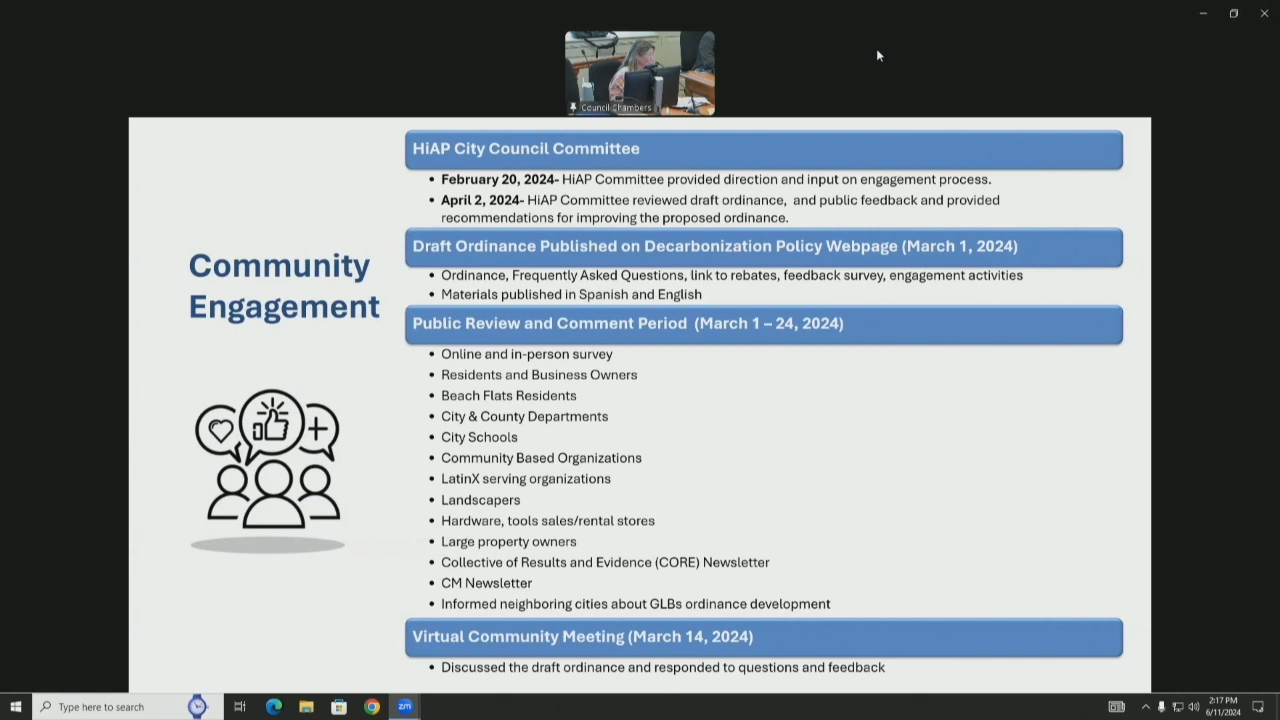 Council Chambers
Community
Engagement
HiAP City Council Committee
• February 20, 2024- HiAP Committee provided direction and input on engagement process.
• April 2, 2024- HiAP Committee reviewed draft ordinance, and public feedback and provided
recommendations for improving the proposed ordinance.
Draft Ordinance Published on Decarbonization Policy Webpage (March 1, 2024)
• Ordinance, Frequently Asked Questions, link to rebates, feedback survey, engagement activities
• Materials published in Spanish and English
Public Review and Comment Period (March 1 – 24, 2024)
• Online and in-person survey
• Residents and Business Owners
• Beach Flats Residents
• City & County Departments
• City Schools
• Community Based Organizations
• LatinX serving organizations
• Landscapers
• Hardware, tools sales/rental stores
• Large property owners
• Collective of Results and Evidence (CORE) Newsletter
• CM Newsletter
• Informed neighboring cities about GLBs ordinance development
Virtual Community Meeting (March 14, 2024)
• Discussed the draft ordinance and responded to questions and feedback
Type here to search
zm
2:17 PM
6/11/2024